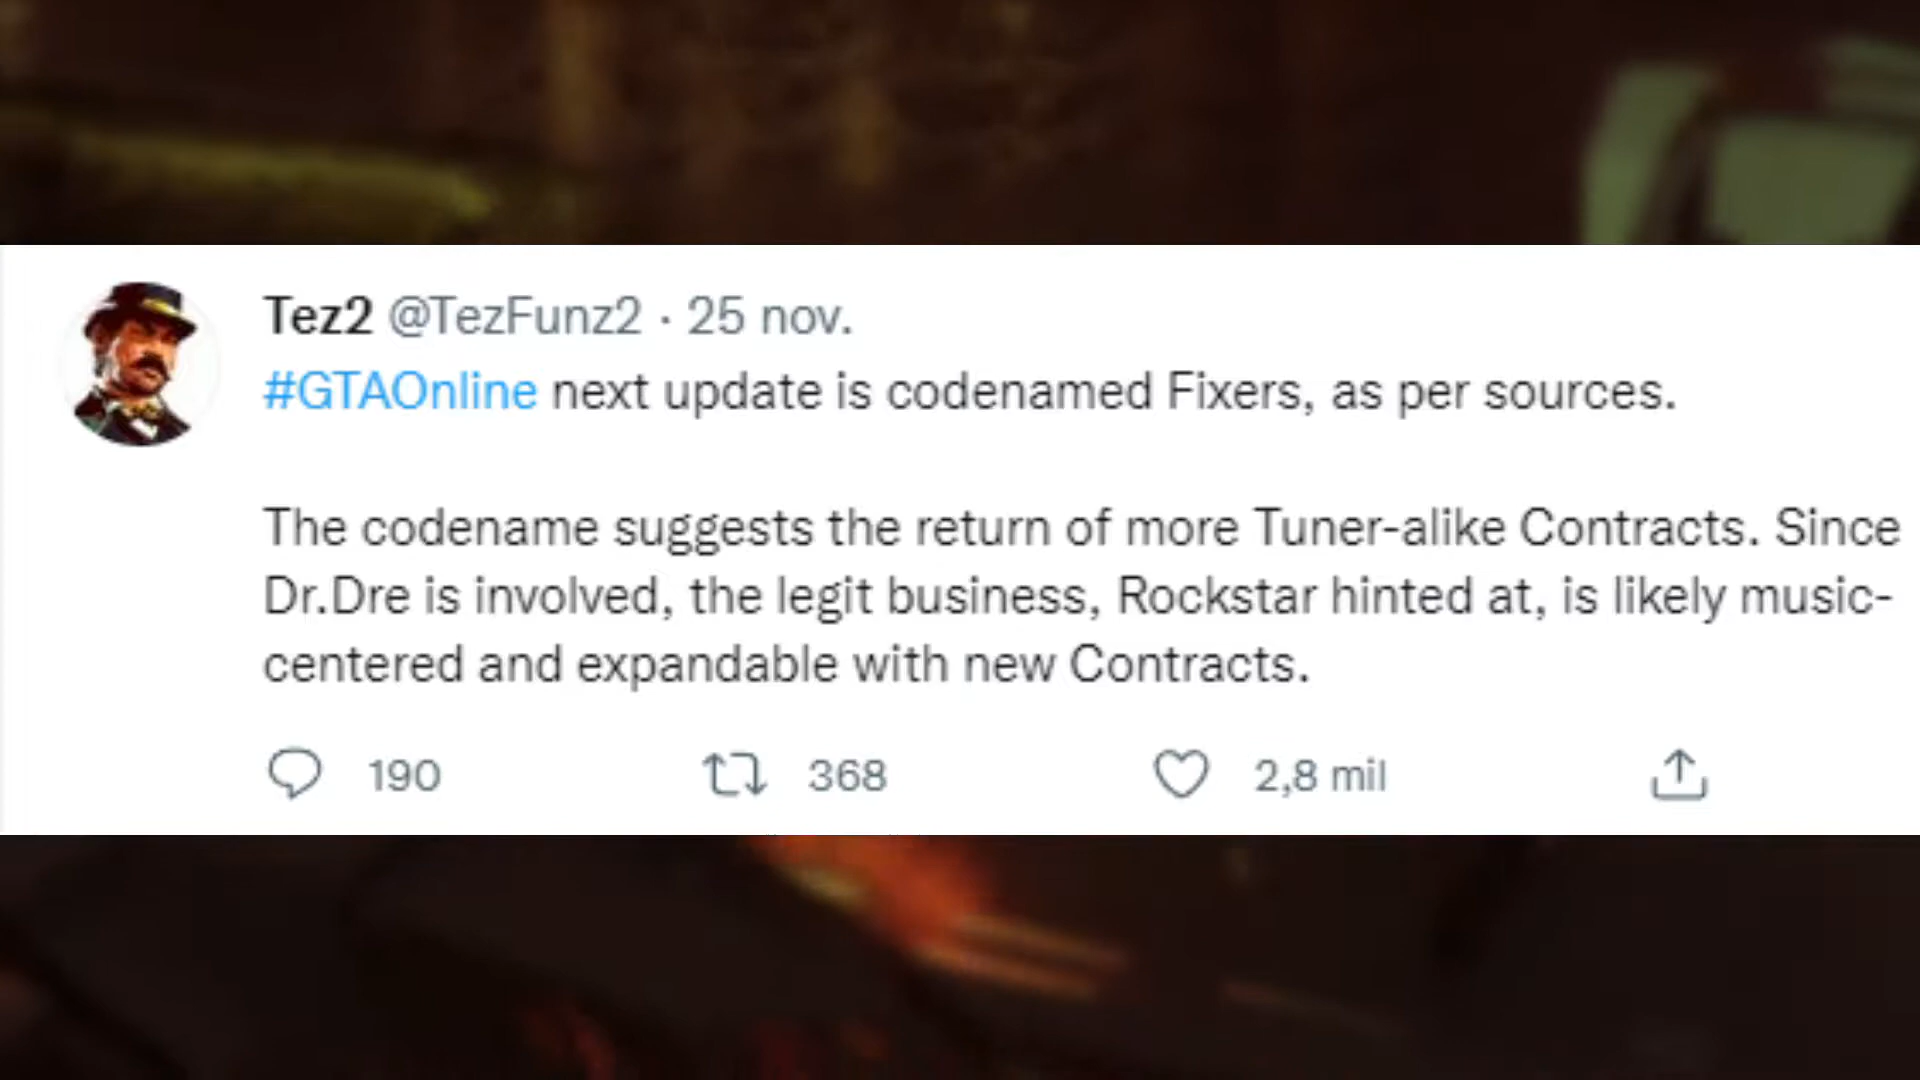 Tez2 @TezFunz2 · 25 nov.
#GTAOnline next update is codenamed Fixers, as per sources.
The codename suggests the return of more Tuner-alike Contracts. Since
Dr.Dre is involved, the legit business, Rockstar hinted at, is likely music-
centered and expandable with new Contracts.
190 368 2,8 mil